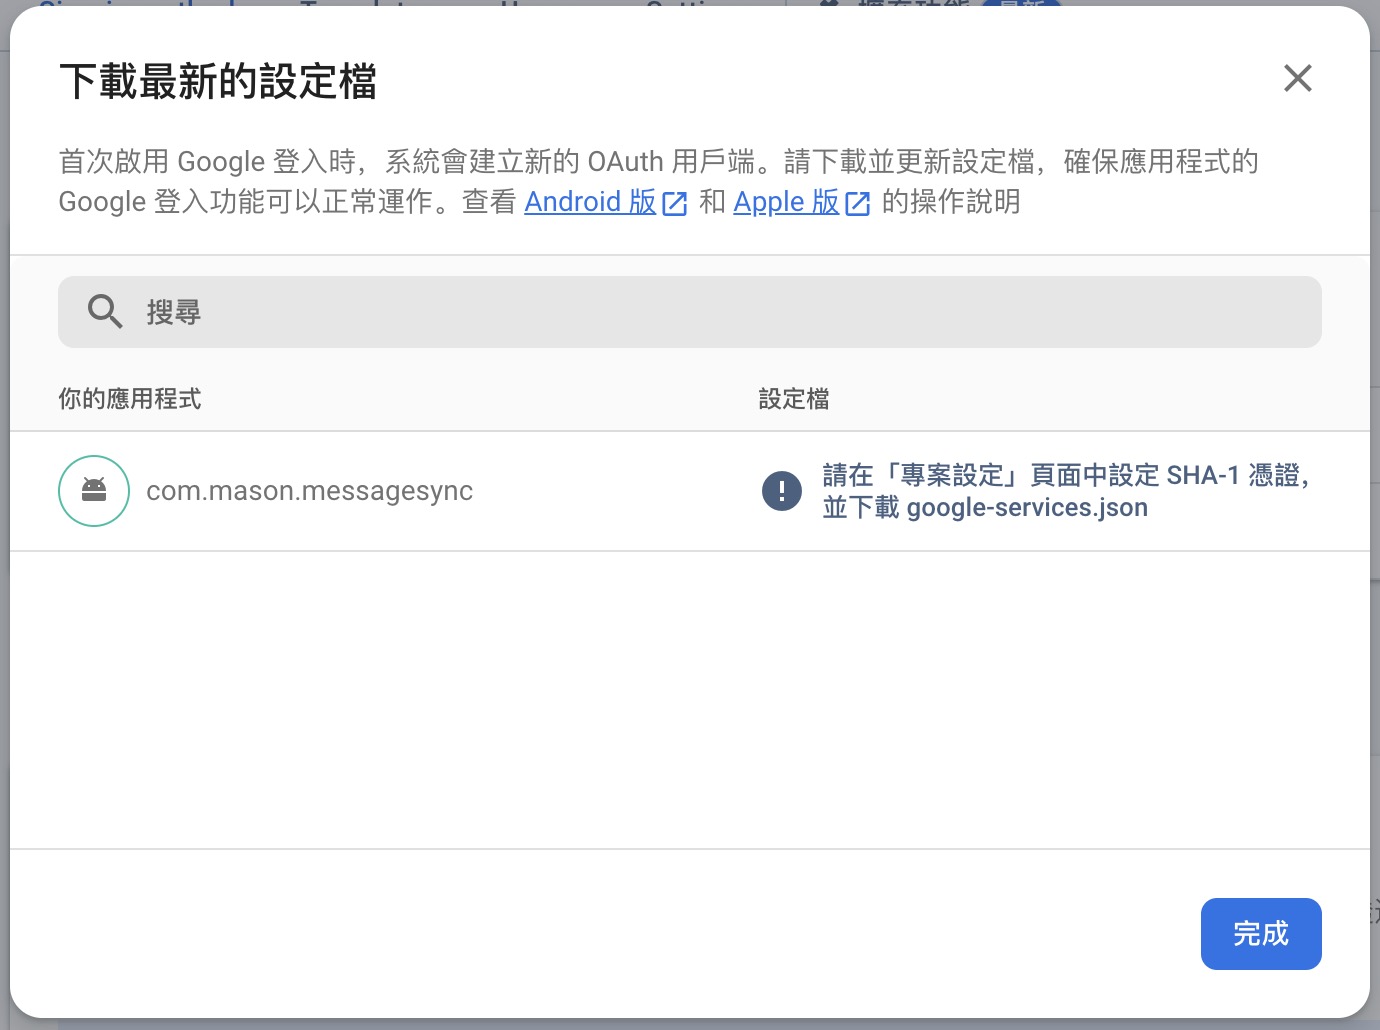 下載最新的設定檔
首次啟用 Google 登入時，系統會建立新的 OAuth 用戶端。請下載並更新設定檔，確保應用程式的
Google 登入功能可以正常運作。查看 Android 版 和 Apple 版 的操作說明
搜尋
你的應用程式 設定檔
com.mason.messagesync
請在「專案設定」頁面中設定 SHA-1 憑證，
並下載 google-services.json
完成